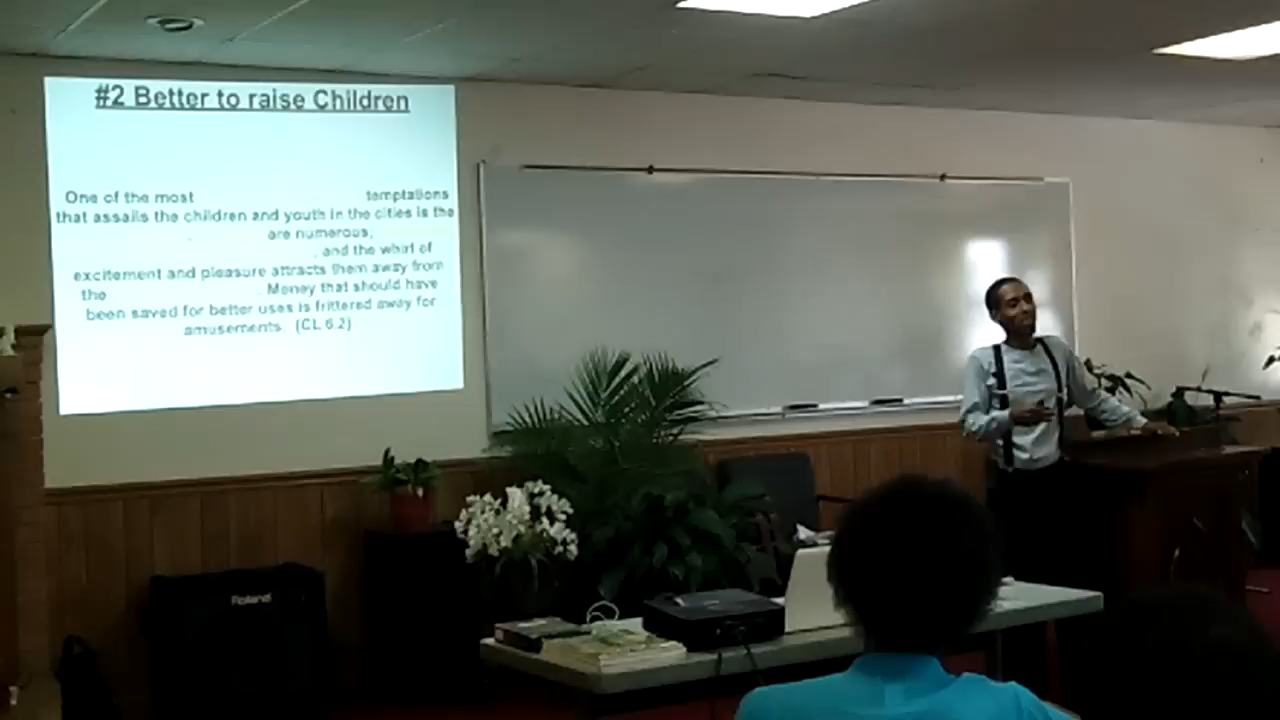 #2 Better to raise Children
One of the most temptations
that assails the children and youth in the cities is the
are numerous,
, and the whirl of
excitement and pleasure attracts them away from
the . Money that should have
been saved for better uses is frittered away for
amusements. (CL 6.2)
Roland